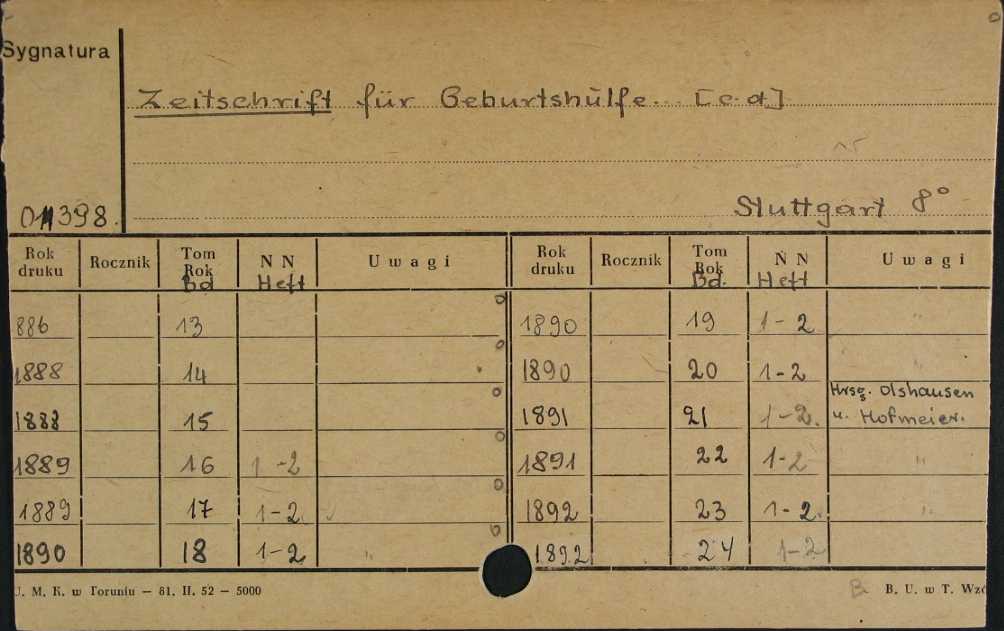 Sygnatura
Zeitschrift für Geburtshülfe... [c.d.]
Stuttgart 8°
011398.
Rok druku Rocznik Tom Rok Bd N N Heft Uwagi Rok druku Rocznik Tom Rok Bd. N N Heft Uwagi
886 13 1890 19 1-2 "
1888 14 1890 20 1-2 "
1888 15 1891 21 1-2. Hrsg. Olshausen u. Hofmeier.
1889 16 1-2 1891 22 1-2 "
1889 17 1-2. 1892 23 1-2. "
1890 18 1-2 " 1892 24 1-2
U. M. K. w Toruniu — 81. II. 52 — 5000
B. B. U. w T. Wzó